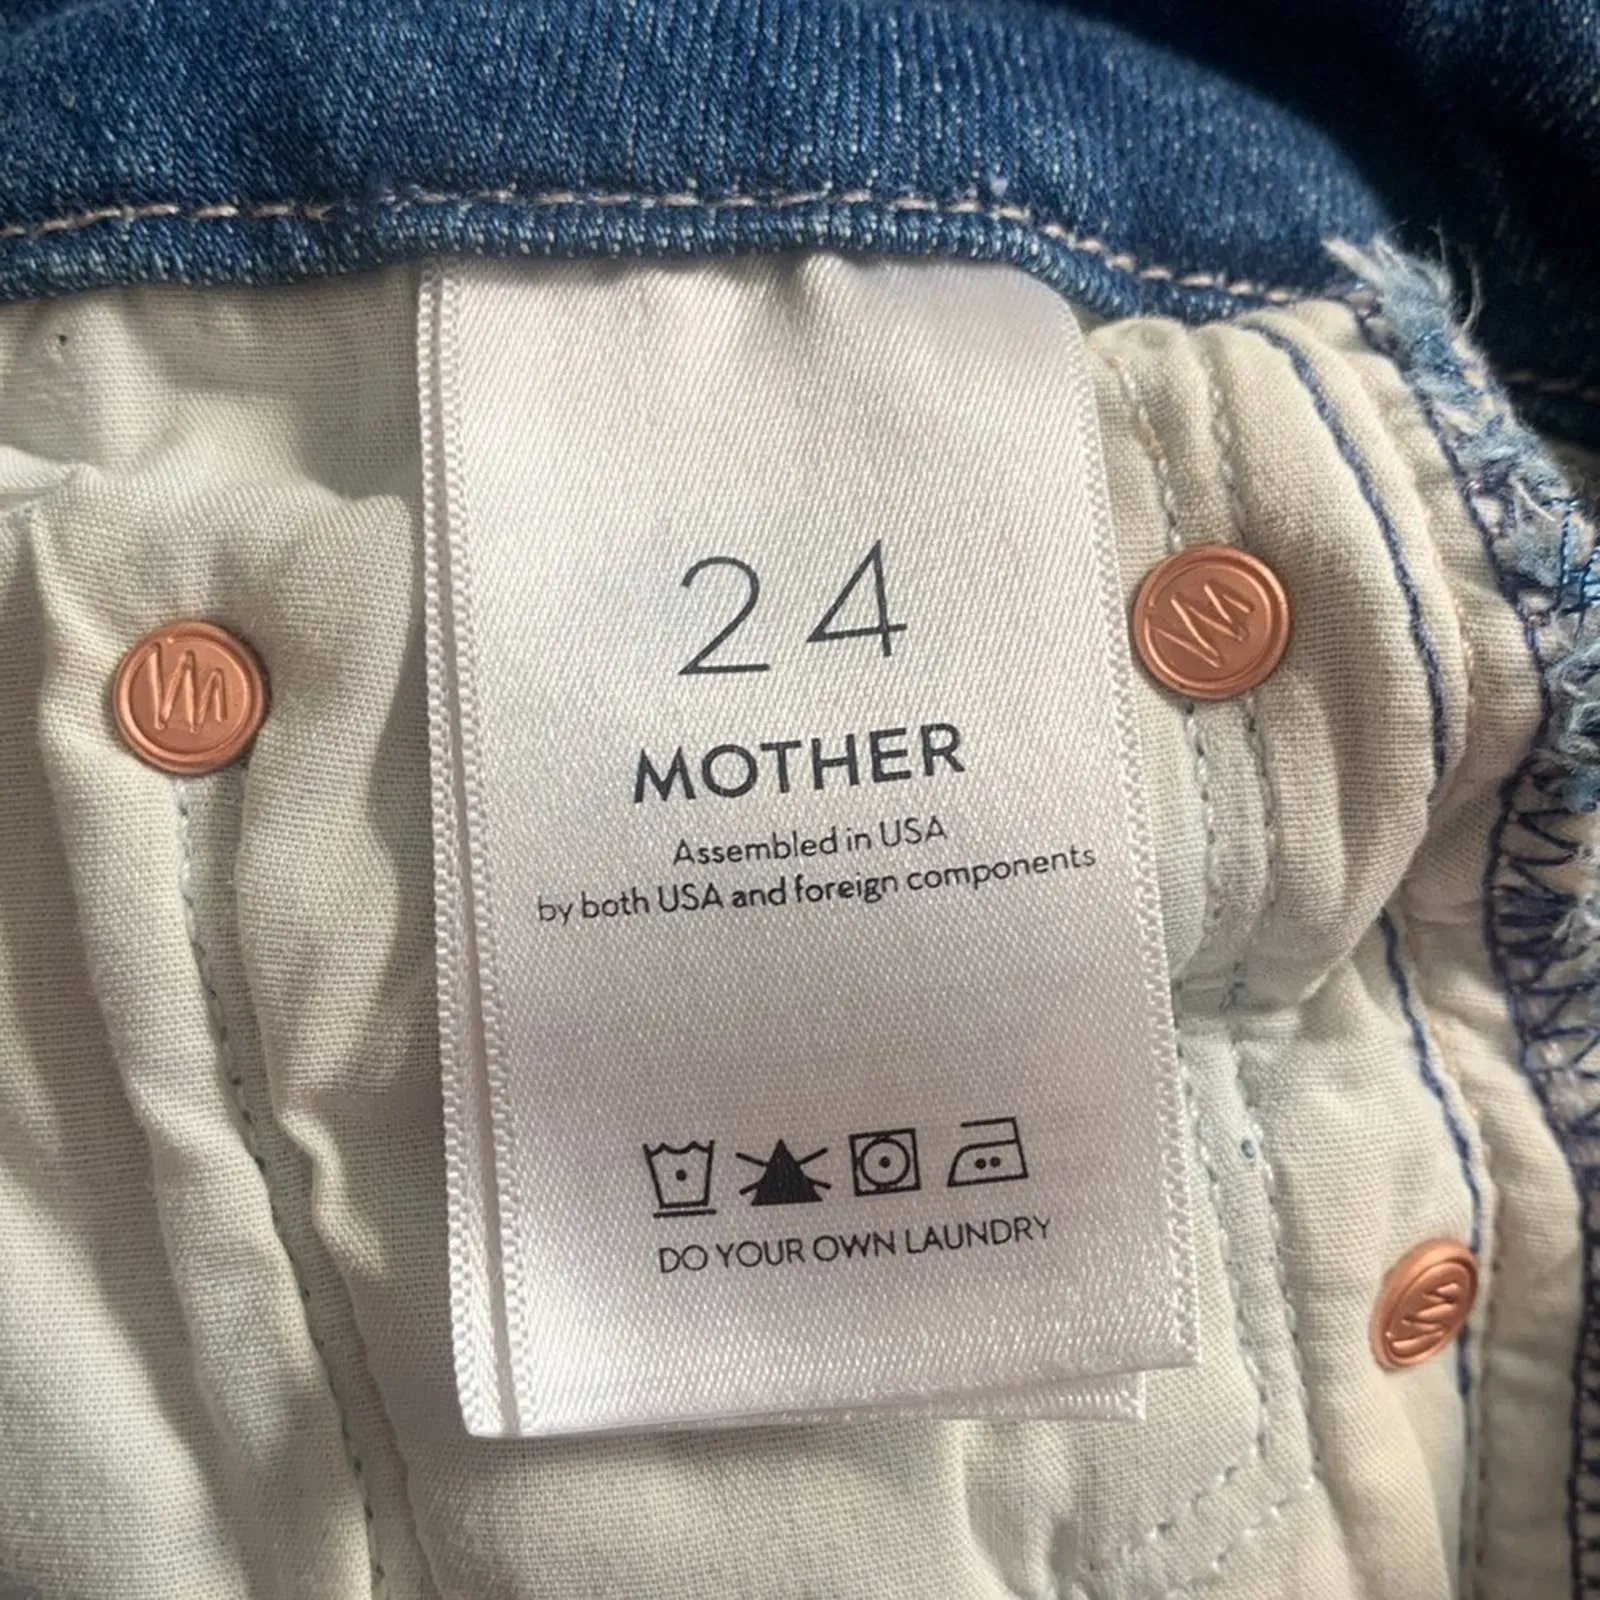 24
MOTHER
Assembled in USA
by both USA and foreign components
DO YOUR OWN LAUNDRY